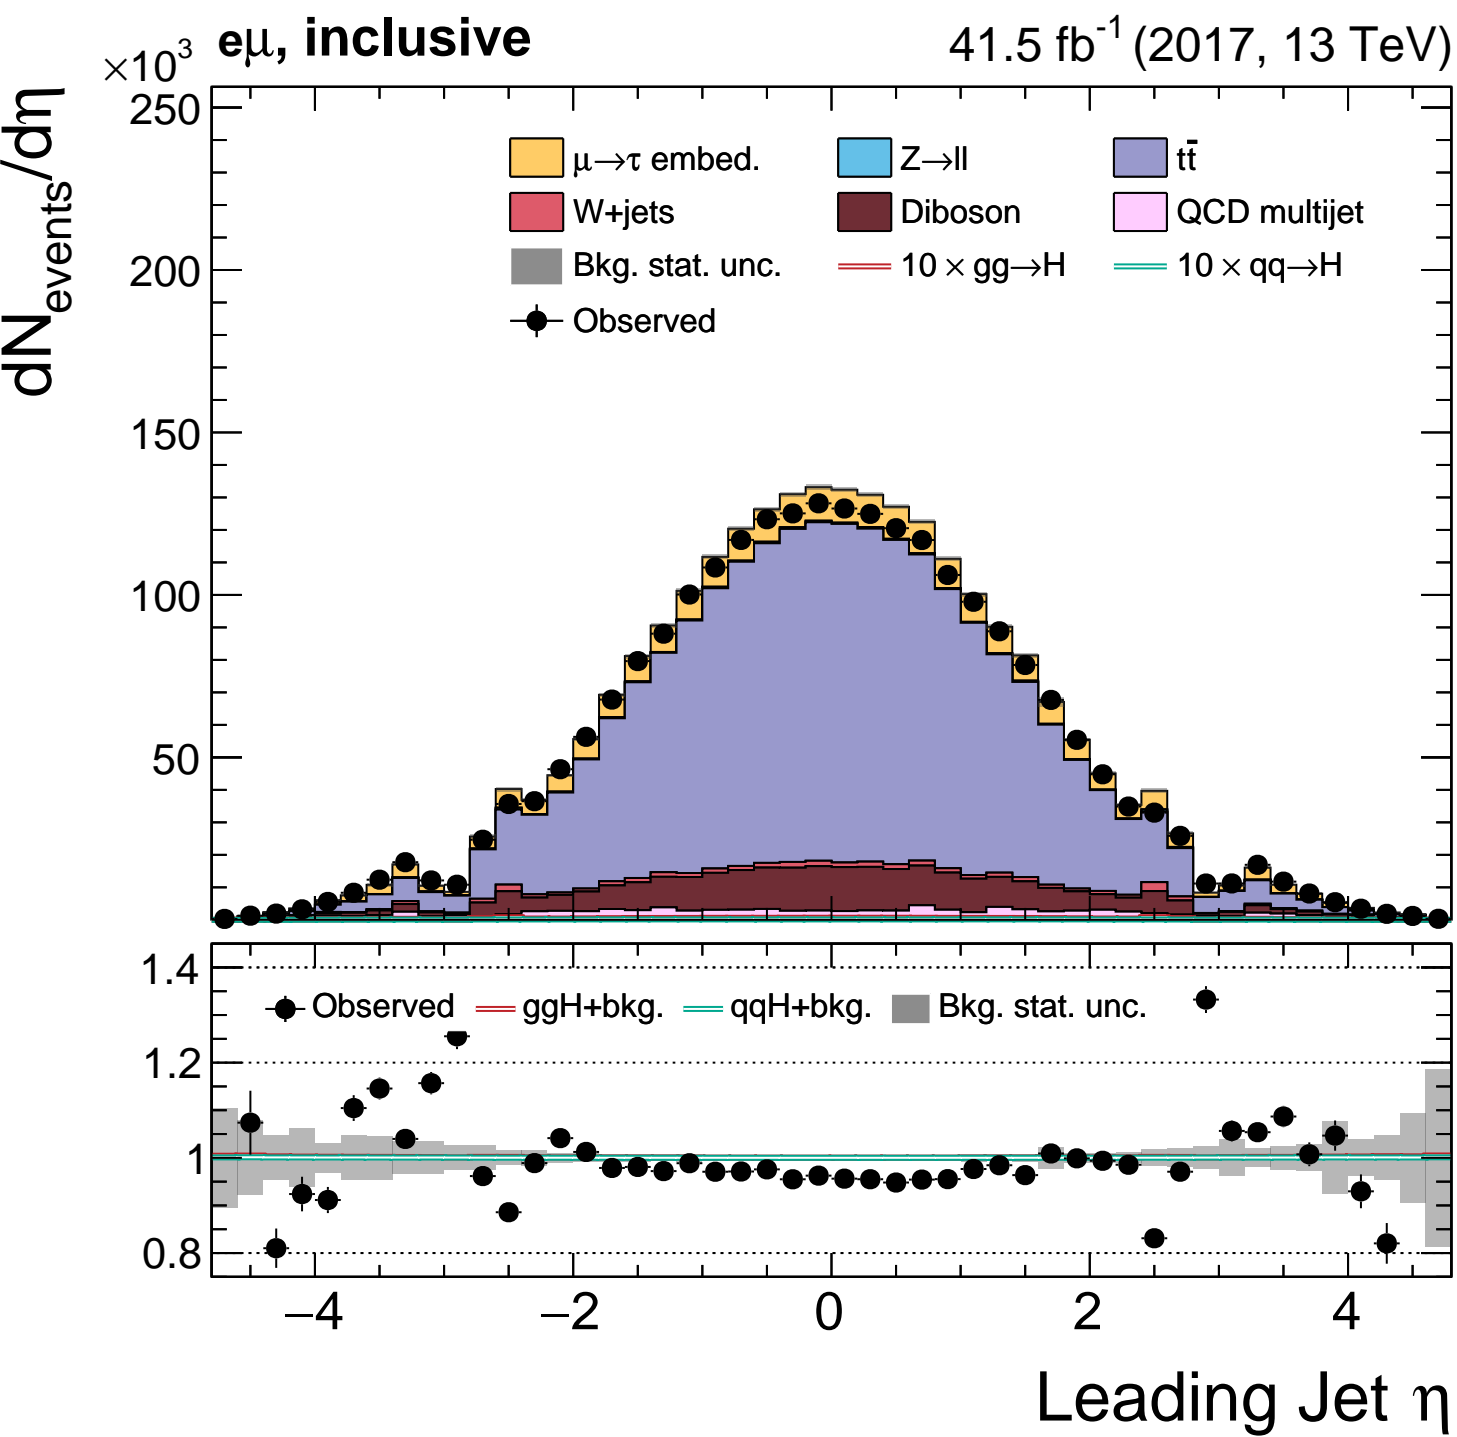 eμ, inclusive 41.5 fb⁻¹ (2017, 13 TeV)
×10³
dN_events/dη
250
200
150
100
50
μ→τ embed. Z→ll tt̄
W+jets Diboson QCD multijet
Bkg. stat. unc. 10 × gg→H 10 × qq→H
Observed
1.4
1.2
1
0.8
Observed ggH+bkg. qqH+bkg. Bkg. stat. unc.
−4 −2 0 2 4
Leading Jet η